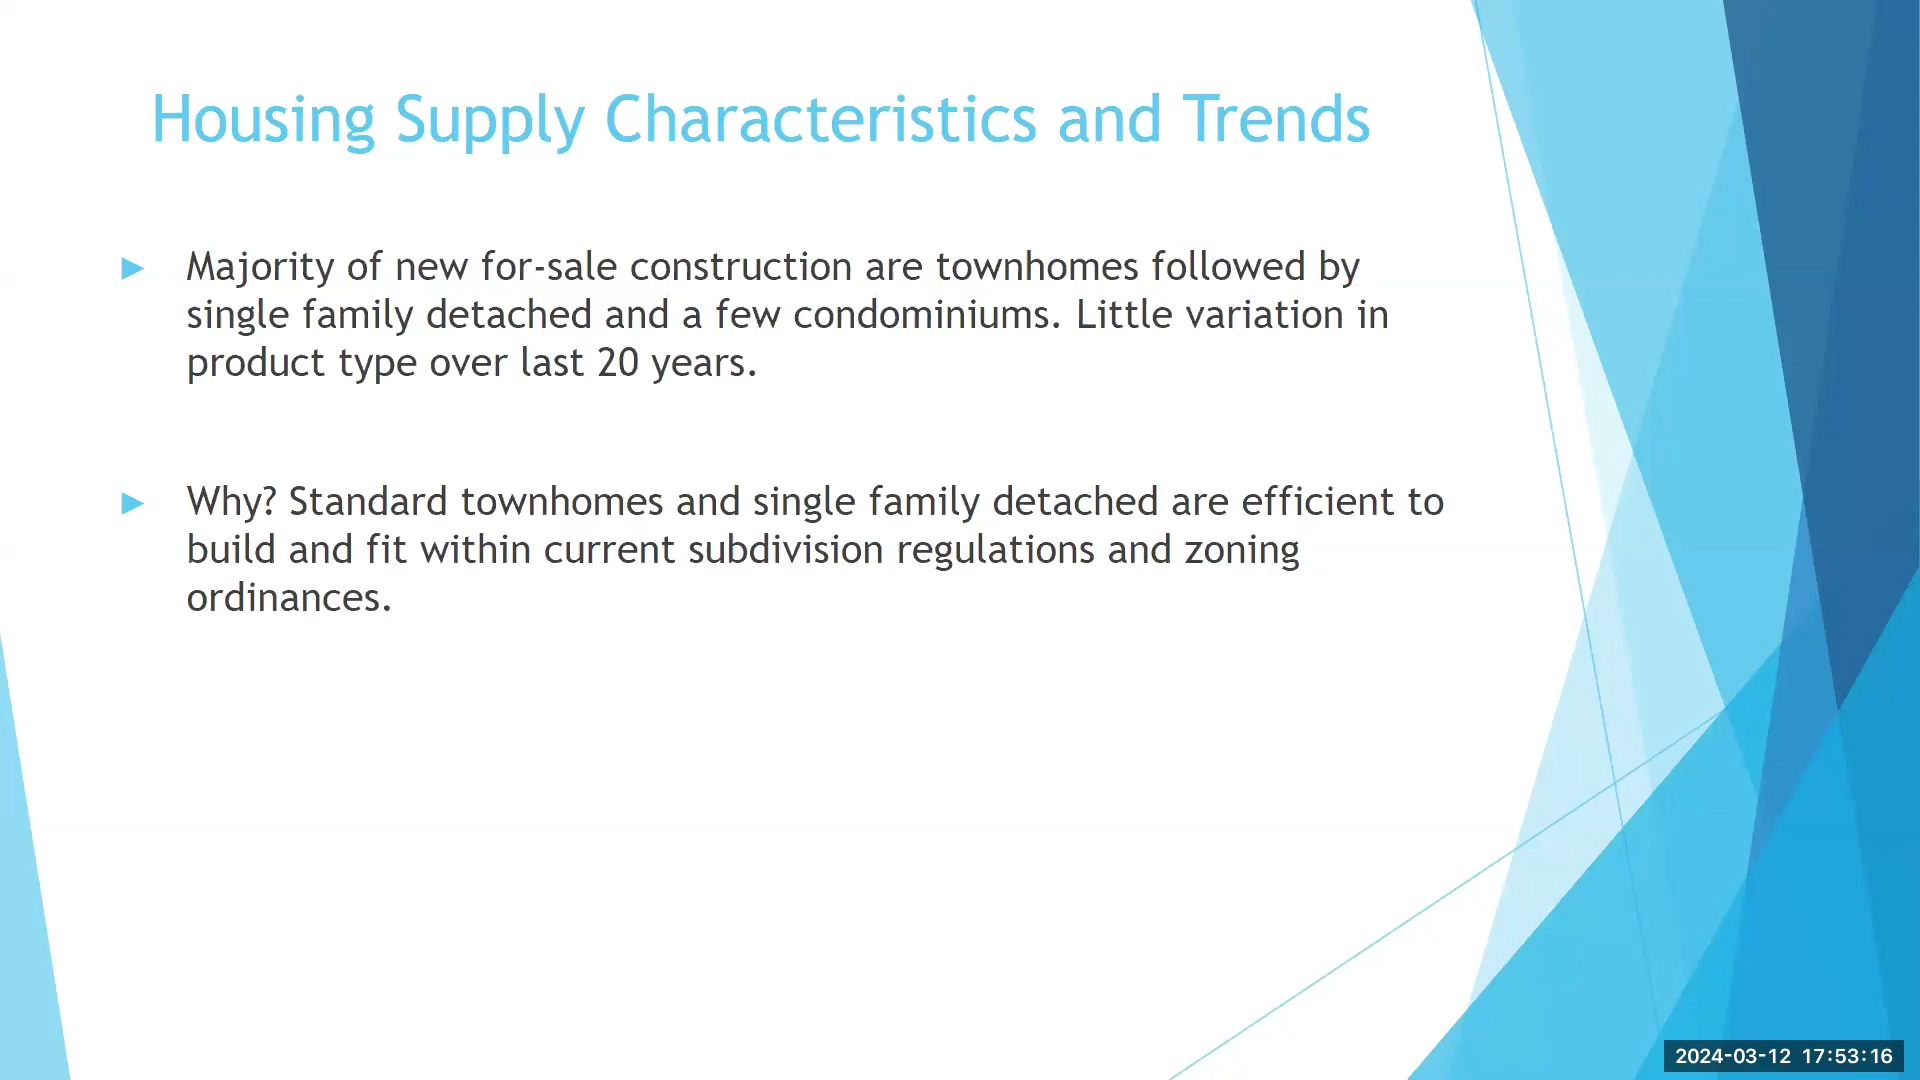 Housing Supply Characteristics and Trends
Majority of new for-sale construction are townhomes followed by
single family detached and a few condominiums. Little variation in
product type over last 20 years.
Why? Standard townhomes and single family detached are efficient to
build and fit within current subdivision regulations and zoning
ordinances.
2024-03-12 17:53:16